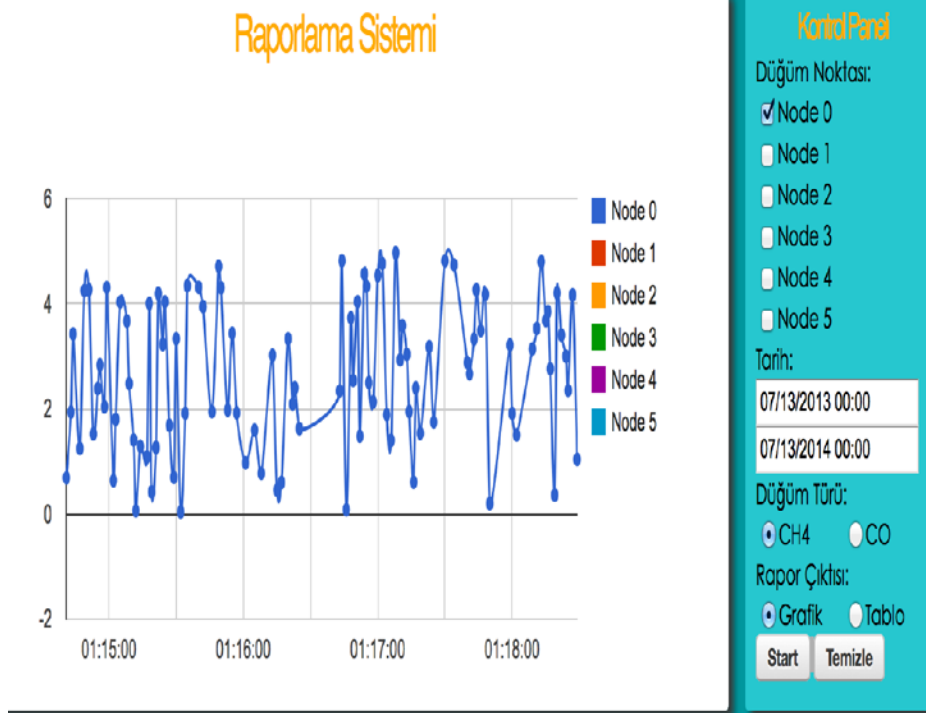 Raporlama Sistemi
6
4
2
0
-2
01:15:00 01:16:00 01:17:00 01:18:00
Node 0
Node 1
Node 2
Node 3
Node 4
Node 5
Kontrol Paneli
Düğüm Noktası:
Node 0
Node 1
Node 2
Node 3
Node 4
Node 5
Tarih:
07/13/2013 00:00
07/13/2014 00:00
Düğüm Türü:
CH4 CO
Rapor Çıktısı:
Grafik Tablo
Start Temizle